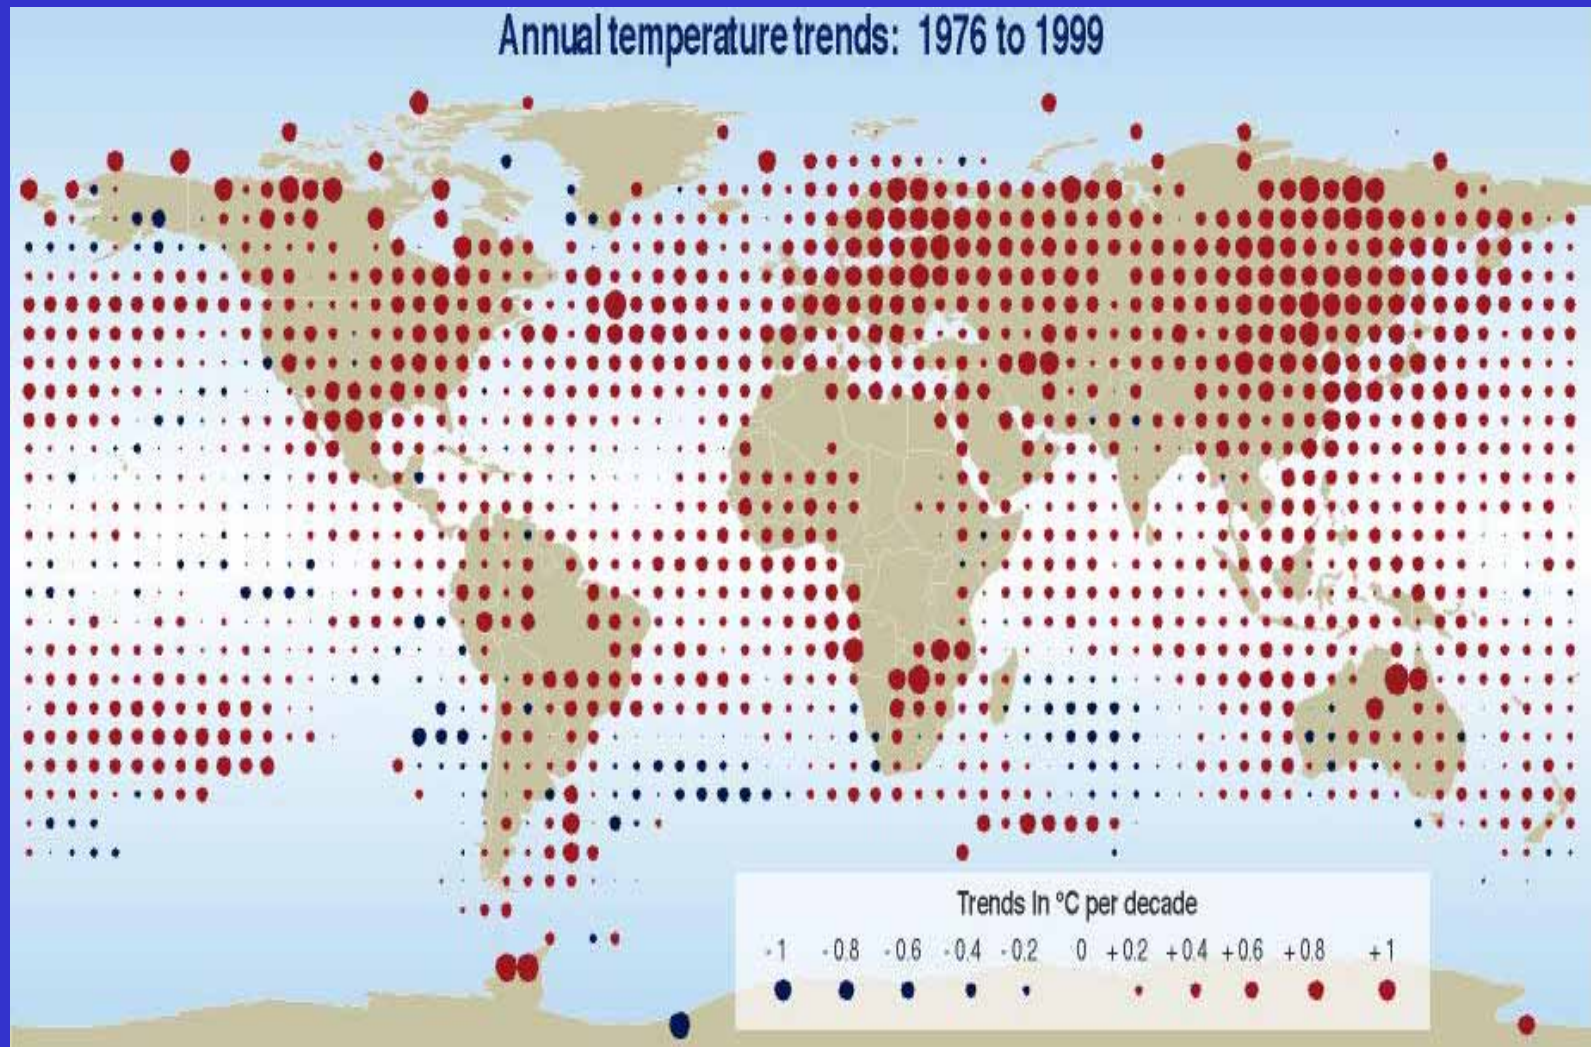 Annual temperature trends: 1976 to 1999
Trends in °C per decade
- 1 - 0.8 - 0.6 - 0.4 - 0.2 0 + 0.2 + 0.4 + 0.6 + 0.8 + 1